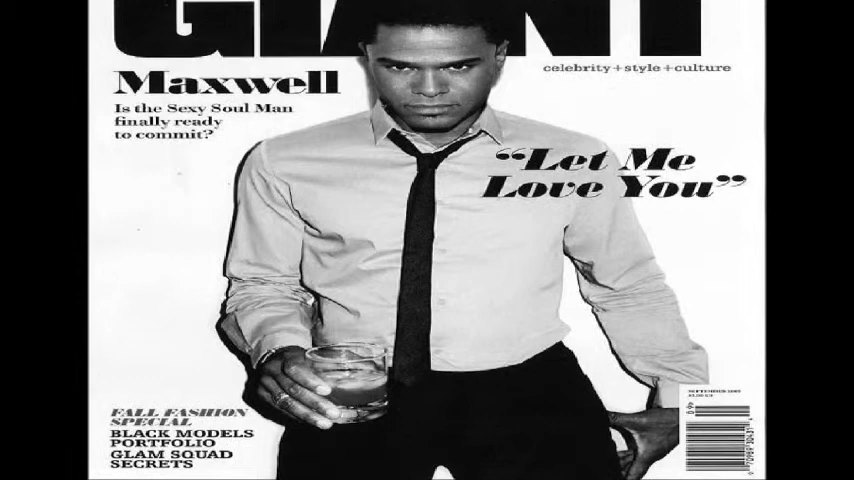 GIANT
celebrity+style+culture
Maxwell
Is the Sexy Soul Man
finally ready
to commit?
“Let Me
Love You”
FALL FASHION
SPECIAL
BLACK MODELS
PORTFOLIO
GLAM SQUAD
SECRETS